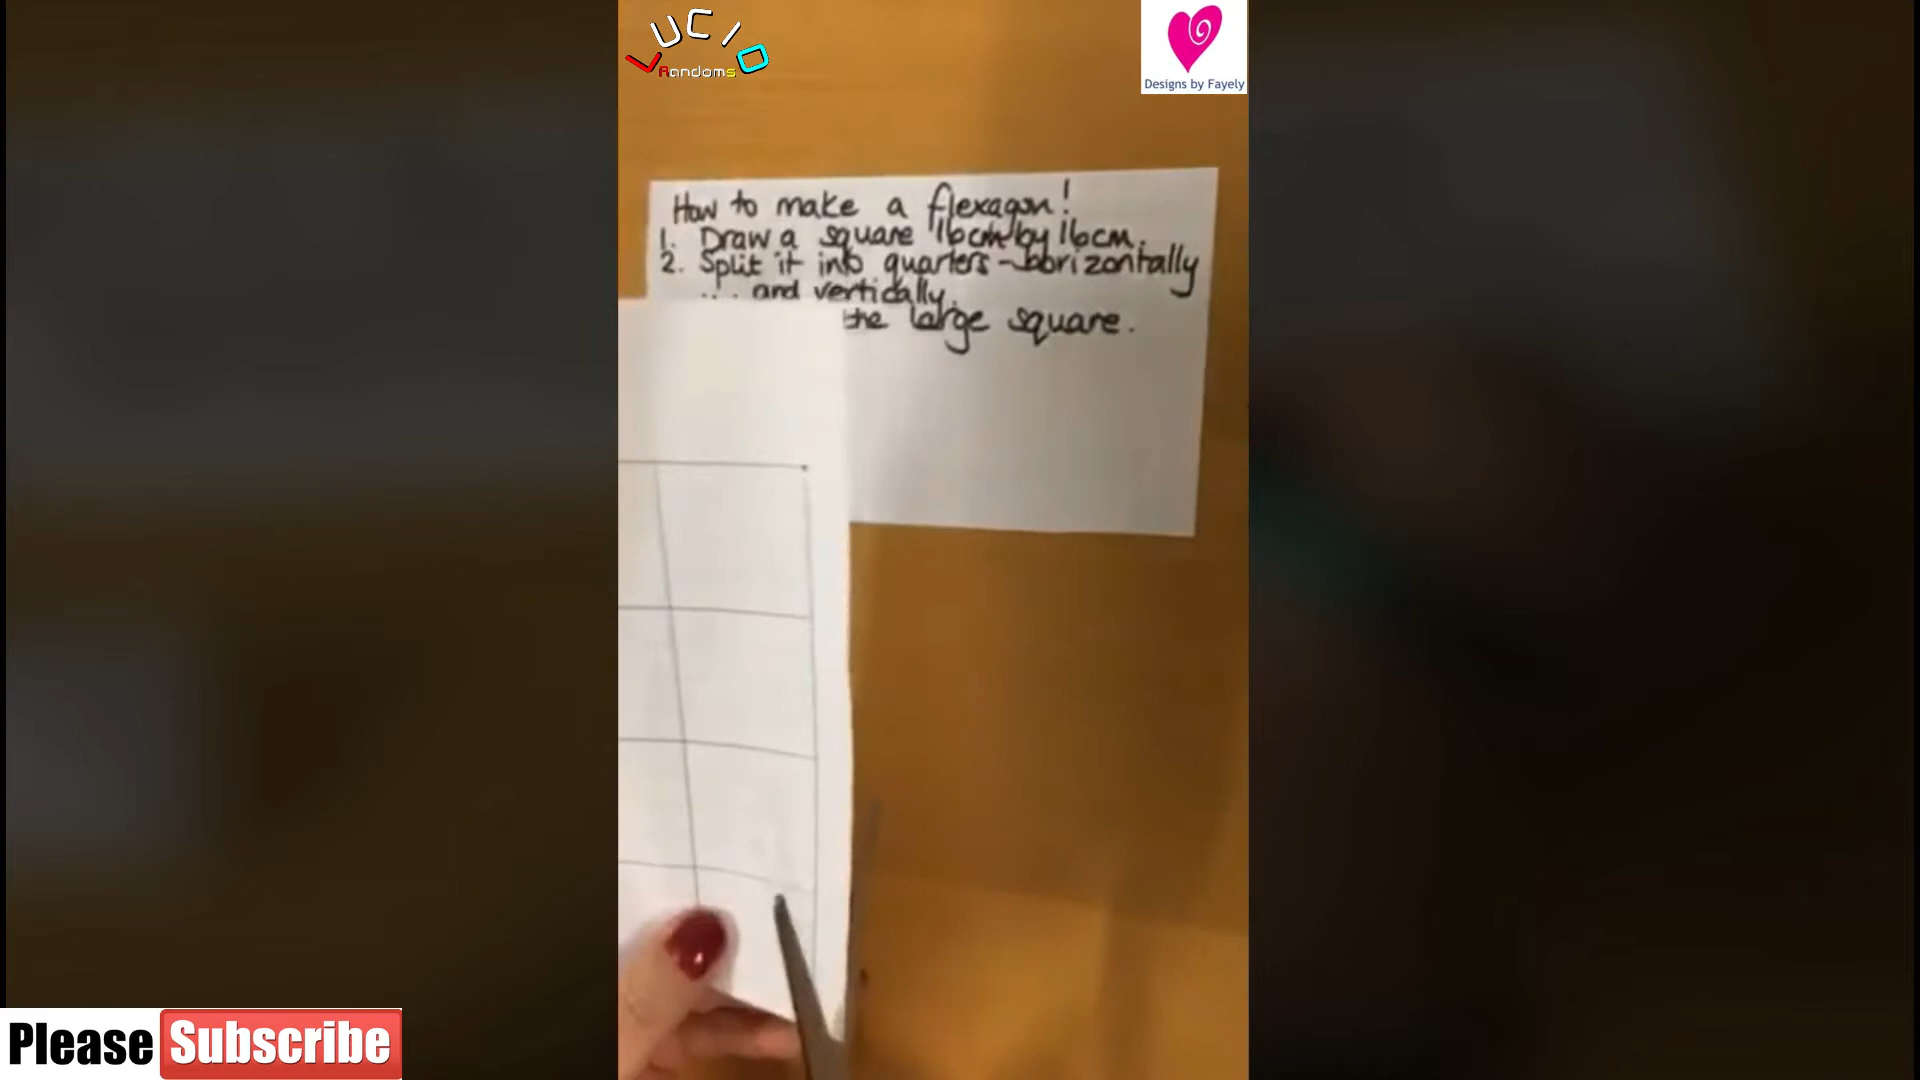 LUCIO
Randoms
Designs by Fayely
How to make a flexagon!
1. Draw a square 16cm by 16cm.
2. Split it into quarters - horizontally
and vertically.
the large square.
Please Subscribe